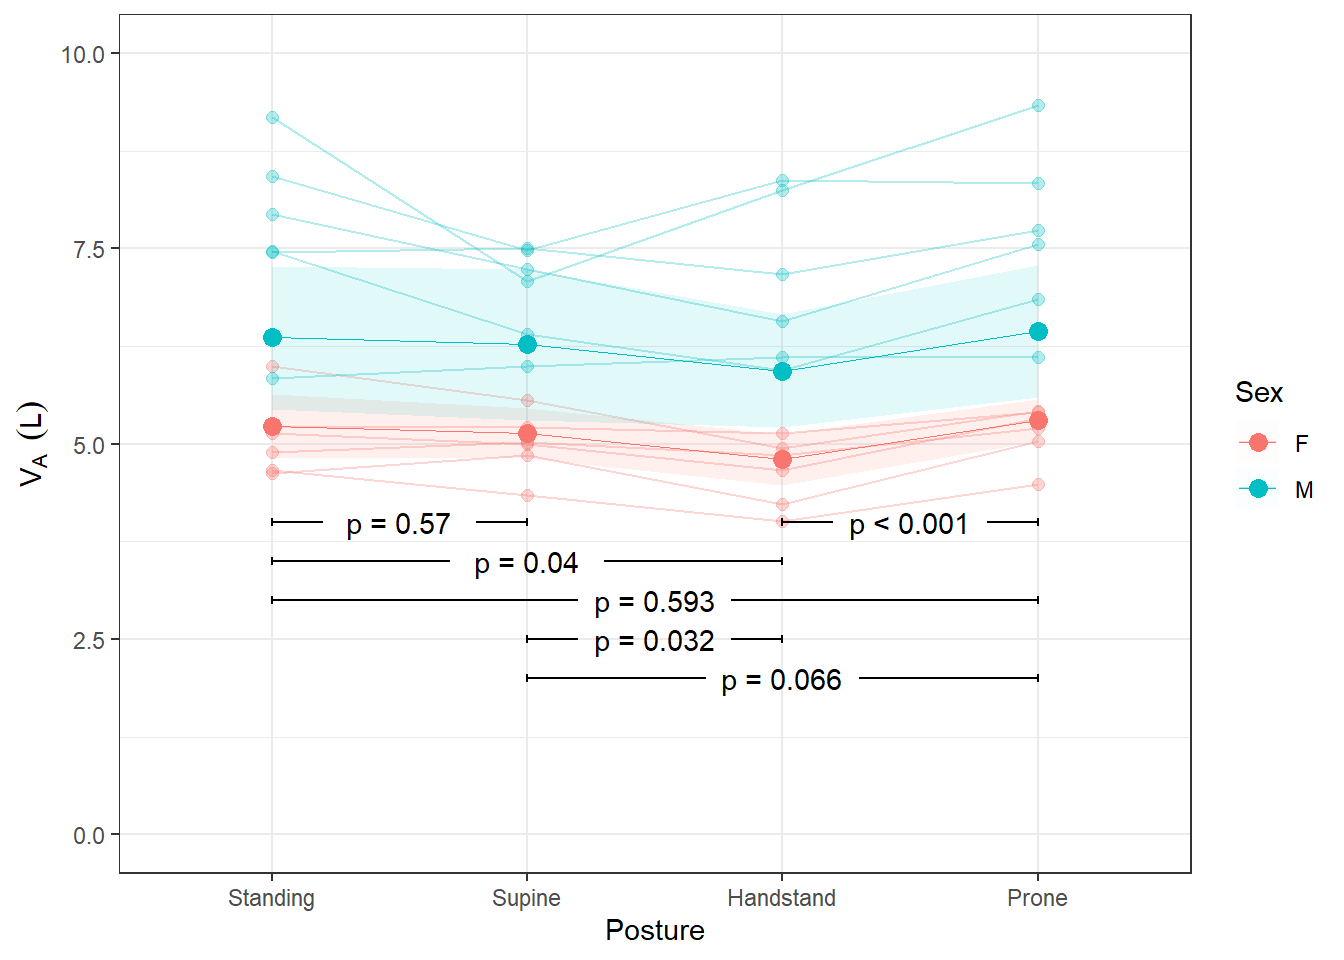 10.0
7.5
5.0
2.5
0.0
V_A (L)
p = 0.57
p < 0.001
p = 0.04
p = 0.593
p = 0.032
p = 0.066
Standing Supine Handstand Prone
Posture
Sex
F
M